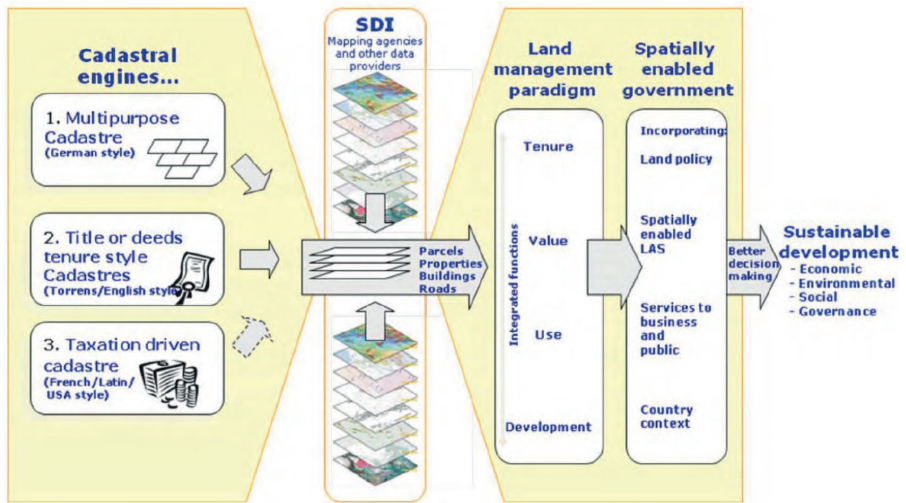 Cadastral
engines...
1. Multipurpose
Cadastre
(German style)
2. Title or deeds
tenure style
Cadastres
(Torrens/English style)
3. Taxation driven
cadastre
(French/Latin/
USA style)
SDI
Mapping agencies
and other data
providers
Parcels
Properties
Buildings
Roads
Land
management
paradigm
Integrated functions
Tenure
Value
Use
Development
Spatially
enabled
government
Incorporating:
Land policy
Spatially
enabled
LAS
Services to
business
and
public
Country
context
Better
decision
making
Sustainable
development
- Economic
- Environmental
- Social
- Governance